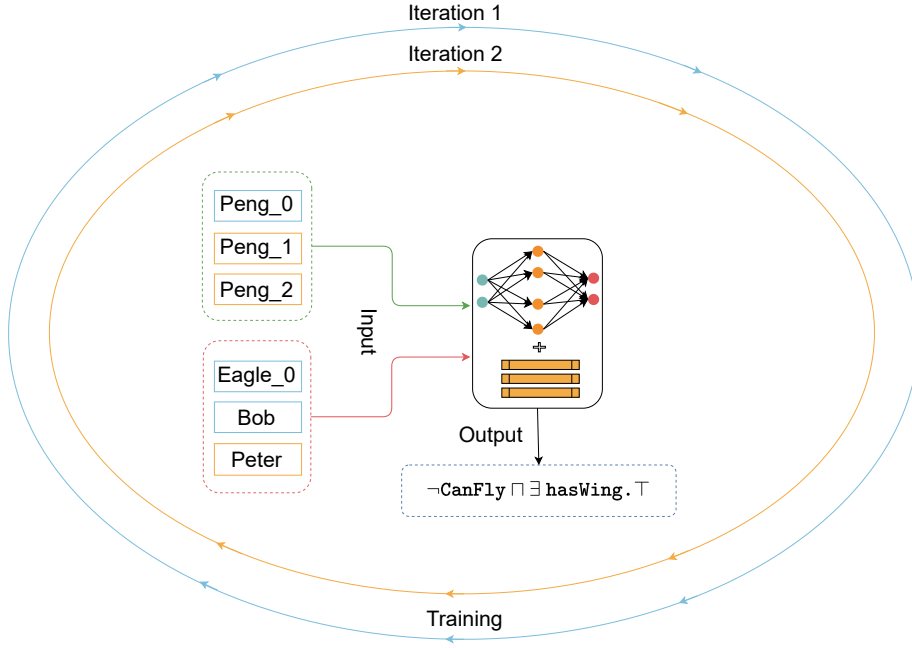 Iteration 1
Iteration 2
Peng_0
Peng_1
Peng_2
Input
Eagle_0
Bob
Peter
Output
¬CanFly ⊓ ∃ hasWing.⊤
Training